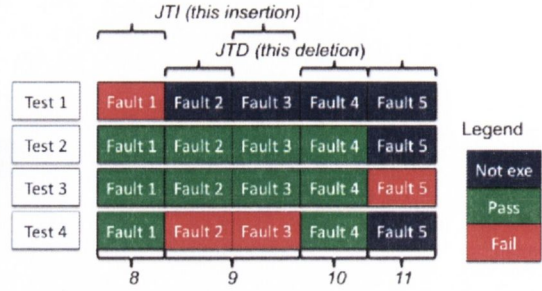 JTI (this insertion)
JTD (this deletion)
Test 1 Fault 1 Fault 2 Fault 3 Fault 4 Fault 5
Test 2 Fault 1 Fault 2 Fault 3 Fault 4 Fault 5
Test 3 Fault 1 Fault 2 Fault 3 Fault 4 Fault 5
Test 4 Fault 1 Fault 2 Fault 3 Fault 4 Fault 5
8 9 10 11
Legend
Not exe
Pass
Fail